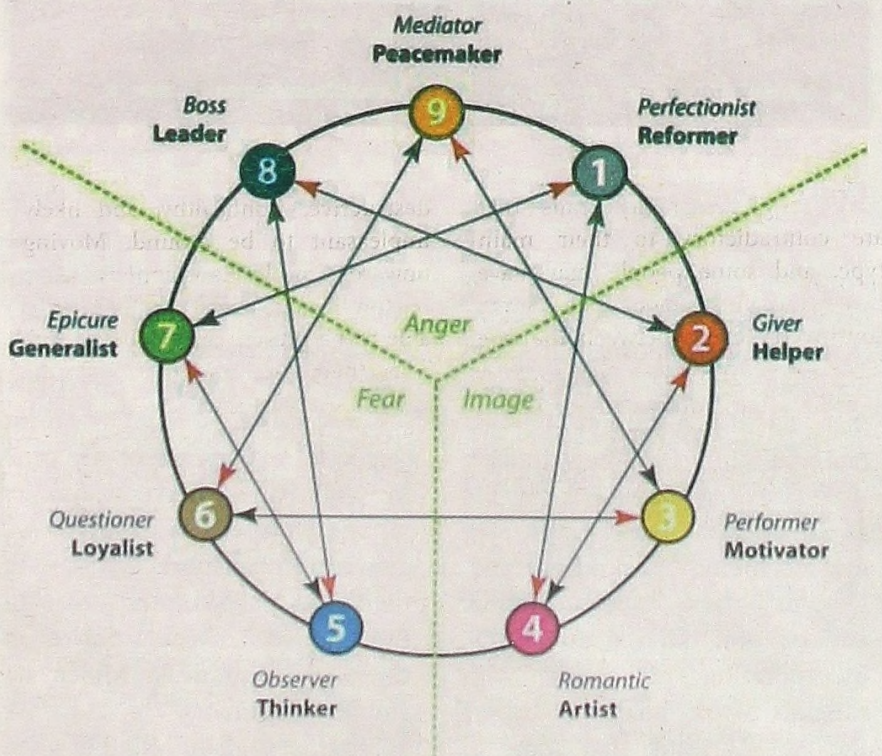 Mediator
Peacemaker
9
Boss
Leader
8
Perfectionist
Reformer
1
Epicure
Generalist
7
Anger
Giver
Helper
2
Fear
Image
Questioner
Loyalist
6
3
Performer
Motivator
5
4
Observer
Thinker
Romantic
Artist